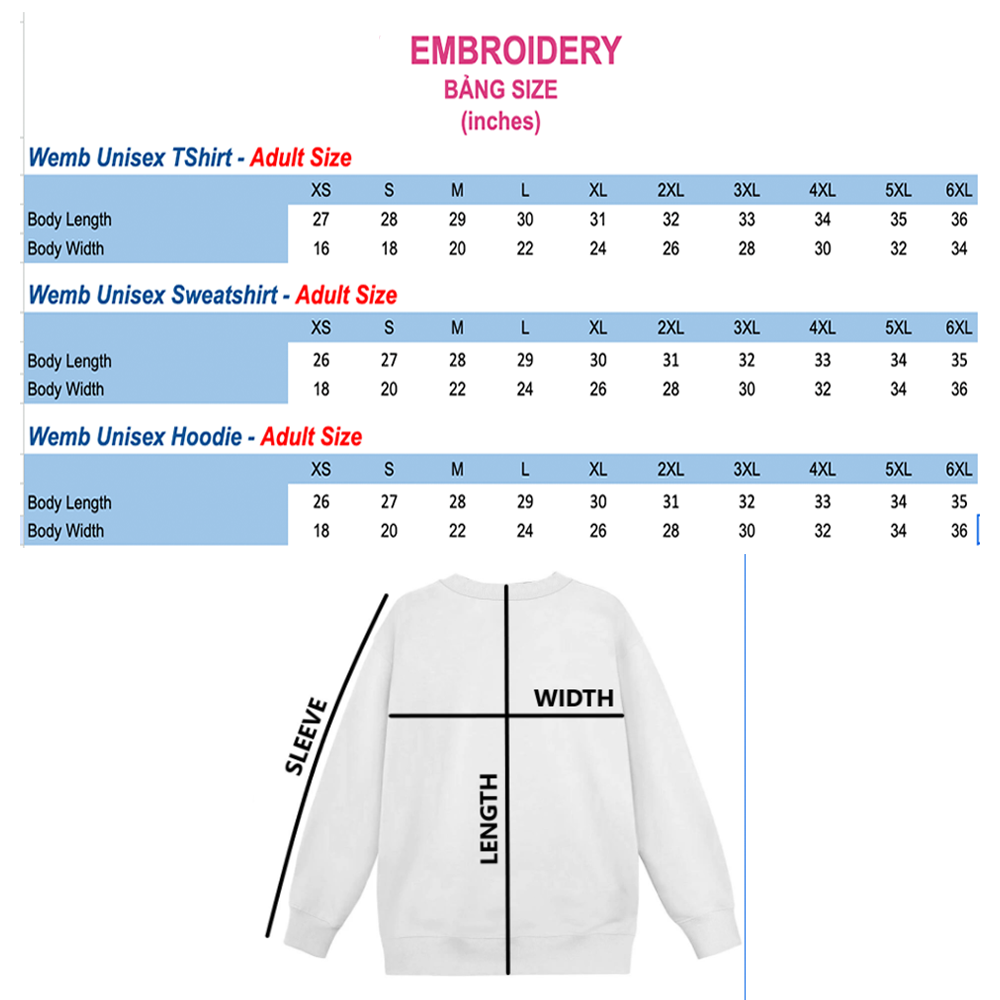 EMBROIDERY
BẢNG SIZE
(inches)
Wemb Unisex TShirt - Adult Size
XS S M L XL 2XL 3XL 4XL 5XL 6XL
Body Length 27 28 29 30 31 32 33 34 35 36
Body Width 16 18 20 22 24 26 28 30 32 34
Wemb Unisex Sweatshirt - Adult Size
XS S M L XL 2XL 3XL 4XL 5XL 6XL
Body Length 26 27 28 29 30 31 32 33 34 35
Body Width 18 20 22 24 26 28 30 32 34 36
Wemb Unisex Hoodie - Adult Size
XS S M L XL 2XL 3XL 4XL 5XL 6XL
Body Length 26 27 28 29 30 31 32 33 34 35
Body Width 18 20 22 24 26 28 30 32 34 36
WIDTH
SLEEVE
LENGTH